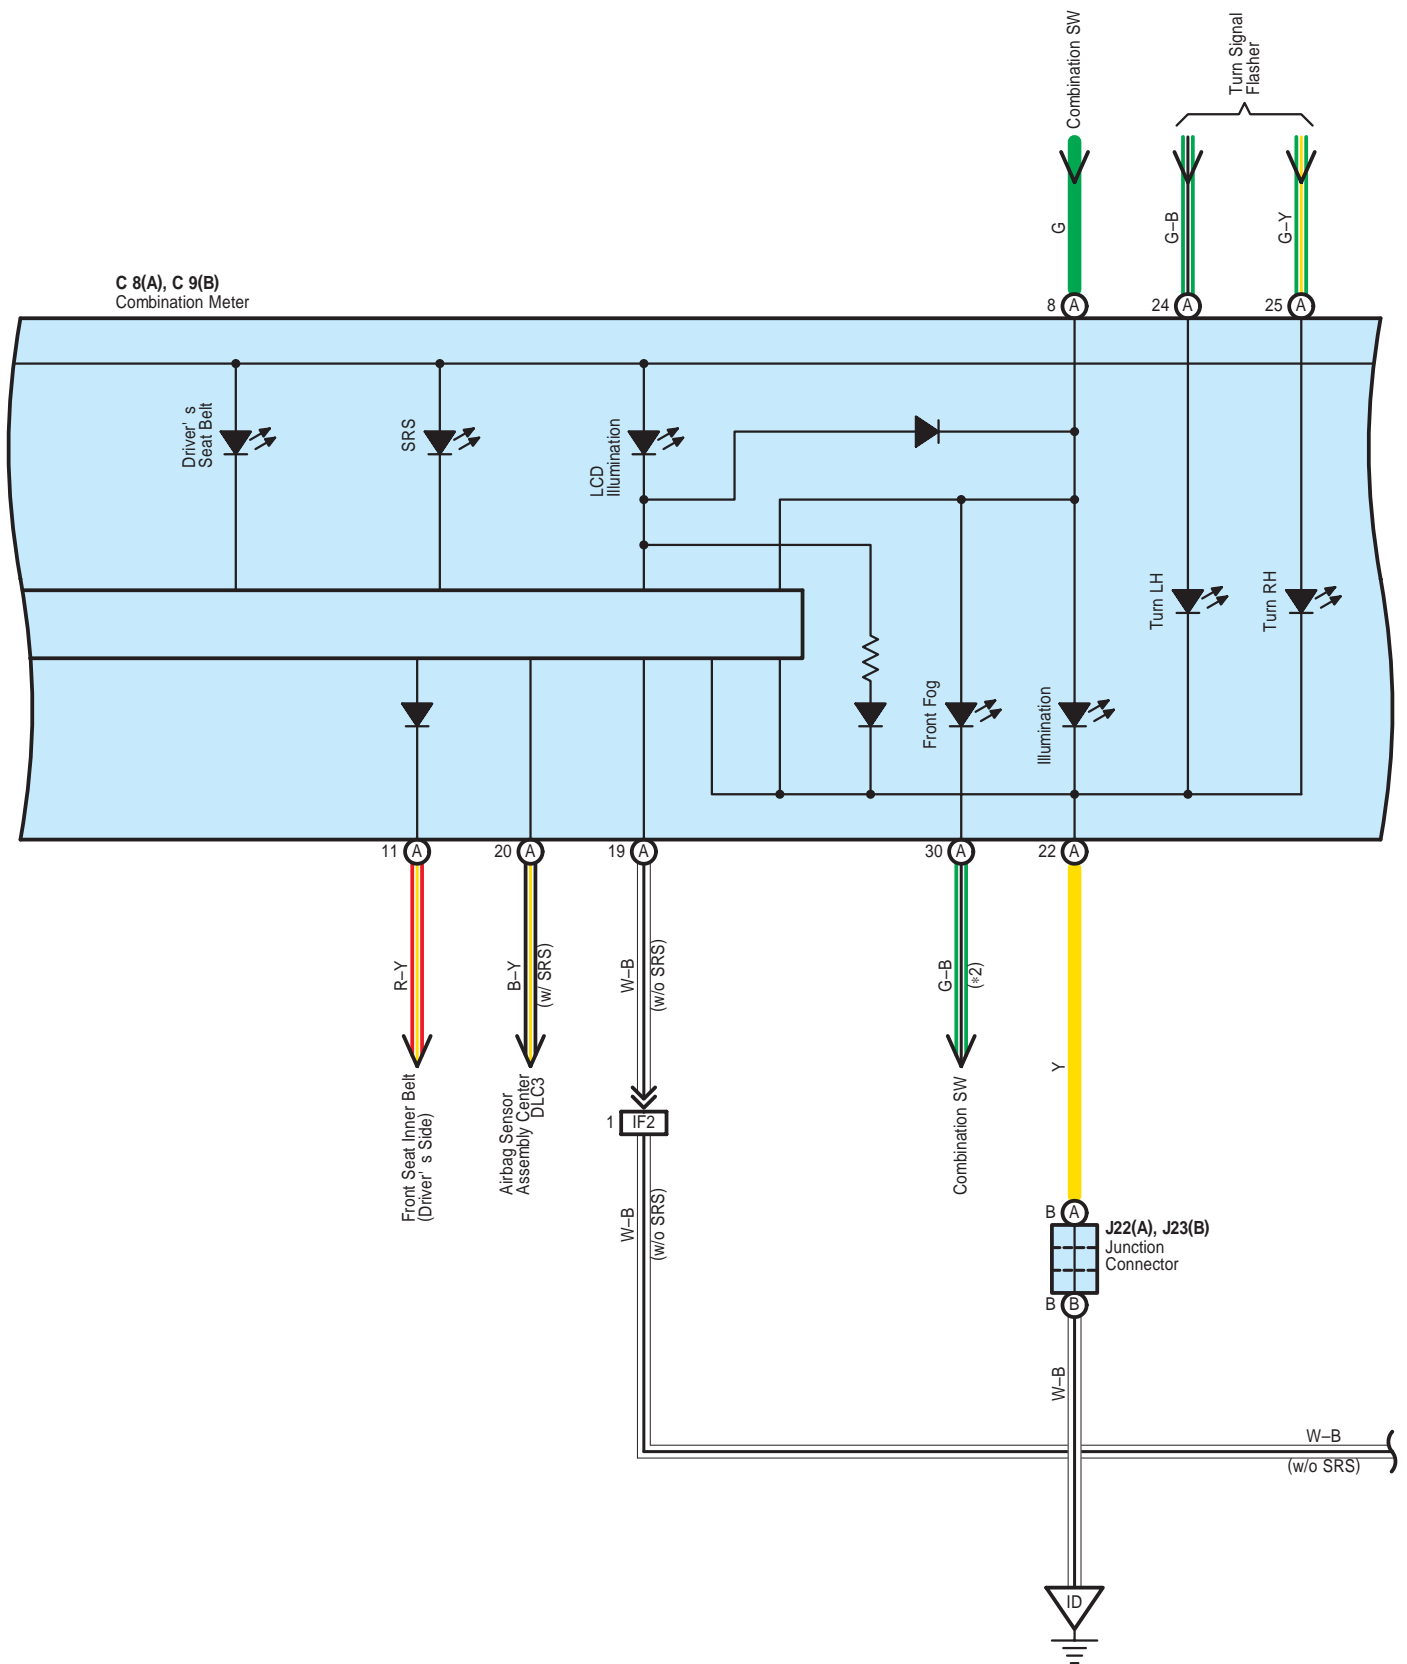 Combination SW
Turn Signal
Flasher
G
G–B
G–Y
C 8(A), C 9(B)
Combination Meter
8 A
24 A
25 A
Driver' s
Seat Belt
SRS
LCD
Illumination
Turn LH
Turn RH
Front Fog
Illumination
11 A
20 A
19 A
30 A
22 A
R–Y
B–Y
(w/ SRS)
W–B
(w/o SRS)
G–B
(*2)
Y
Front Seat Inner Belt
(Driver' s Side)
Airbag Sensor
Assembly Center
DLC3
1 IF2
Combination SW
W–B
(w/o SRS)
B A
J22(A), J23(B)
Junction
Connector
B B
W–B
W–B
(w/o SRS)
ID